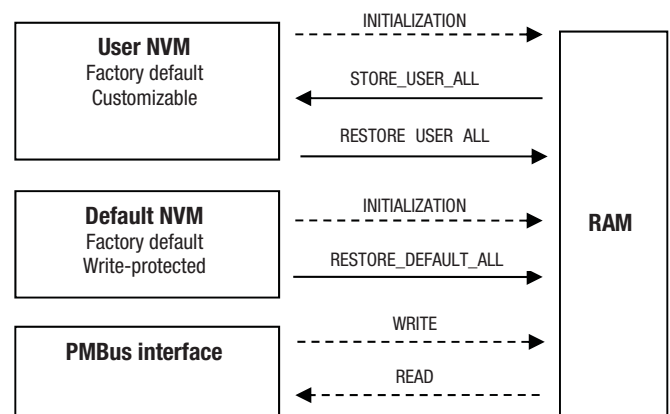 INITIALIZATION
User NVM
Factory default
Customizable
STORE_USER_ALL
RESTORE USER ALL
Default NVM
Factory default
Write-protected
INITIALIZATION
RESTORE_DEFAULT_ALL
RAM
WRITE
PMBus interface
READ